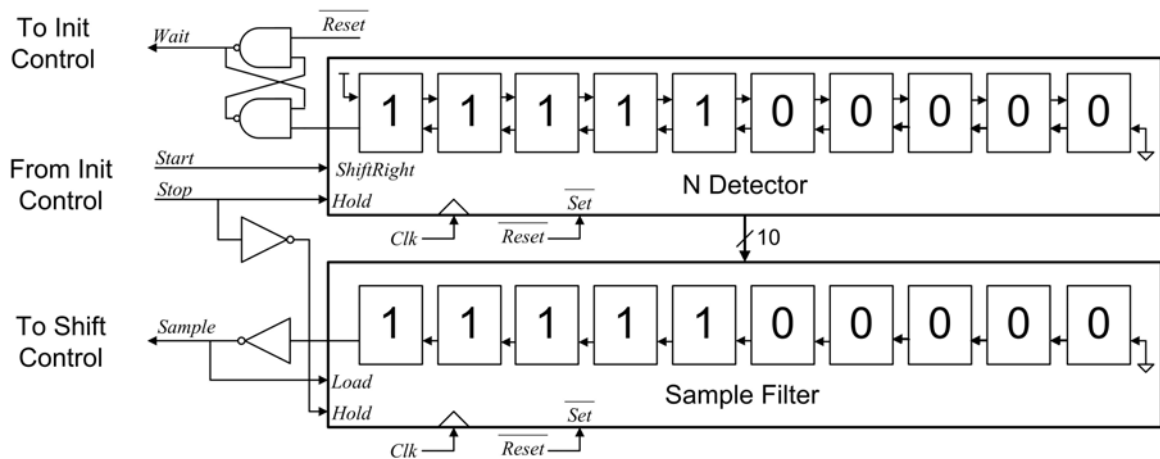 To Init
Control
Wait
Reset
1 1 1 1 1 0 0 0 0 0
From Init
Control
Start
ShiftRight
Stop
Hold
N Detector
Set
Clk
Reset
10
To Shift
Control
Sample
1 1 1 1 1 0 0 0 0 0
Load
Sample Filter
Hold
Set
Clk
Reset